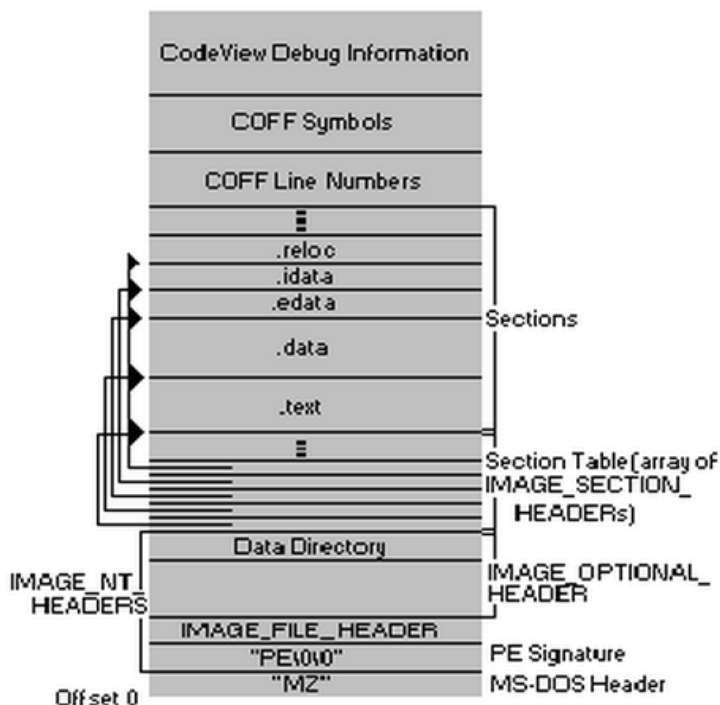 CodeView Debug Information
COFF Symbols
COFF Line Numbers
.reloc
.idata
.edata
Sections
.data
.text
Section Table(array of
IMAGE_SECTION_
HEADERs)
Data Directory
IMAGE_NT_
HEADERS
IMAGE_OPTIONAL_
HEADER
IMAGE_FILE_HEADER
"PE\0\0"
PE Signature
"MZ"
MS-DOS Header
Offset 0